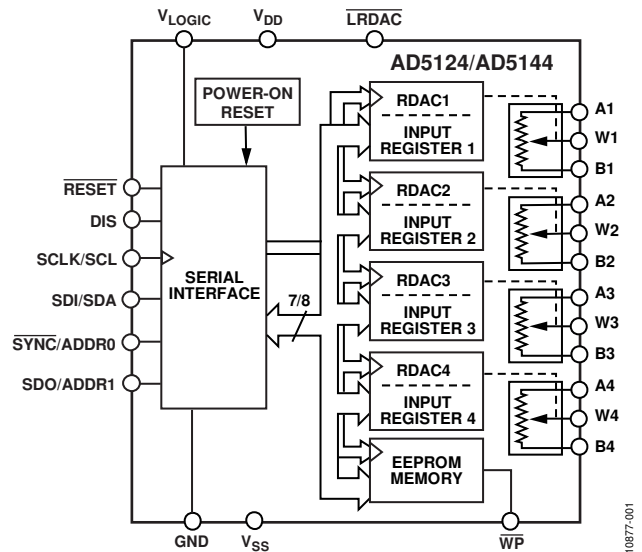 VLOGIC
VDD
LRDAC
AD5124/AD5144
POWER-ON
RESET
RDAC1
INPUT
REGISTER 1
A1
W1
B1
RESET
DIS
SCLK/SCL
SDI/SDA
SYNC/ADDR0
SDO/ADDR1
SERIAL
INTERFACE
7/8
RDAC2
INPUT
REGISTER 2
A2
W2
B2
RDAC3
INPUT
REGISTER 3
A3
W3
B3
RDAC4
INPUT
REGISTER 4
A4
W4
B4
EEPROM
MEMORY
GND
VSS
WP
10877-001